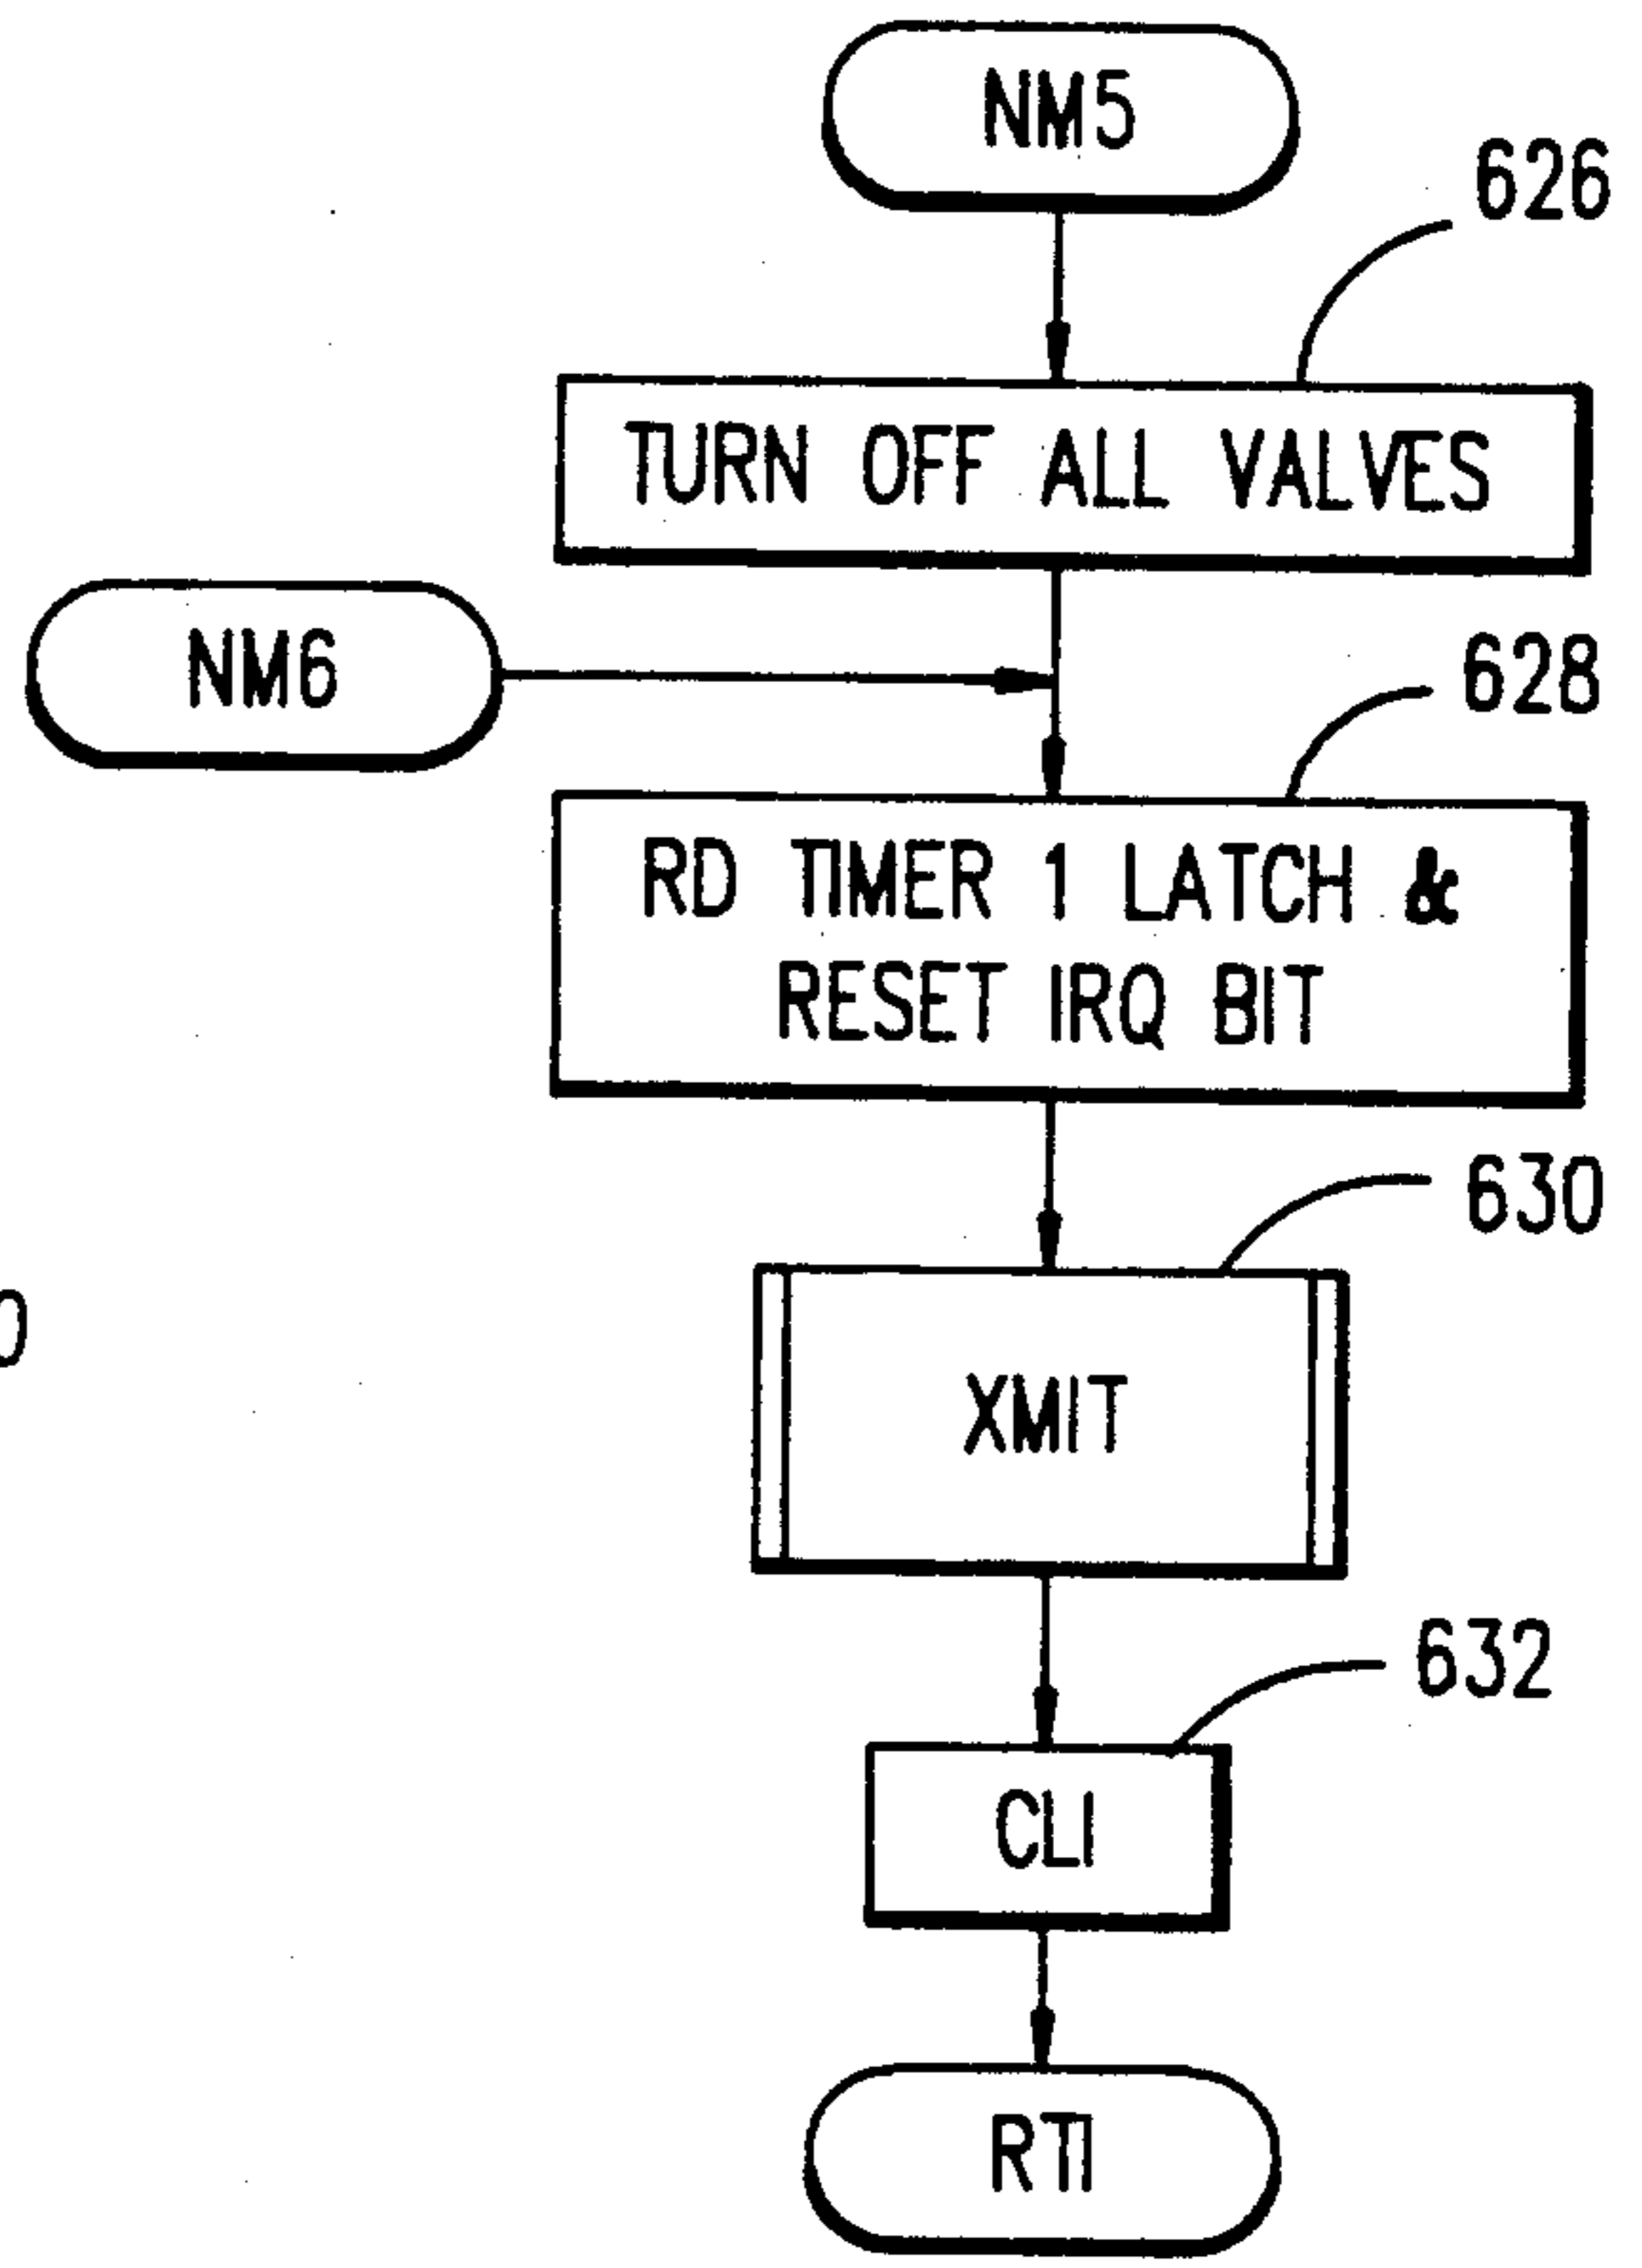 NM5
626
TURN OFF ALL VALVES
NM6
628
RD TIMER 1 LATCH &
RESET IRQ BIT
630
0
XMIT
632
CLI
RTI